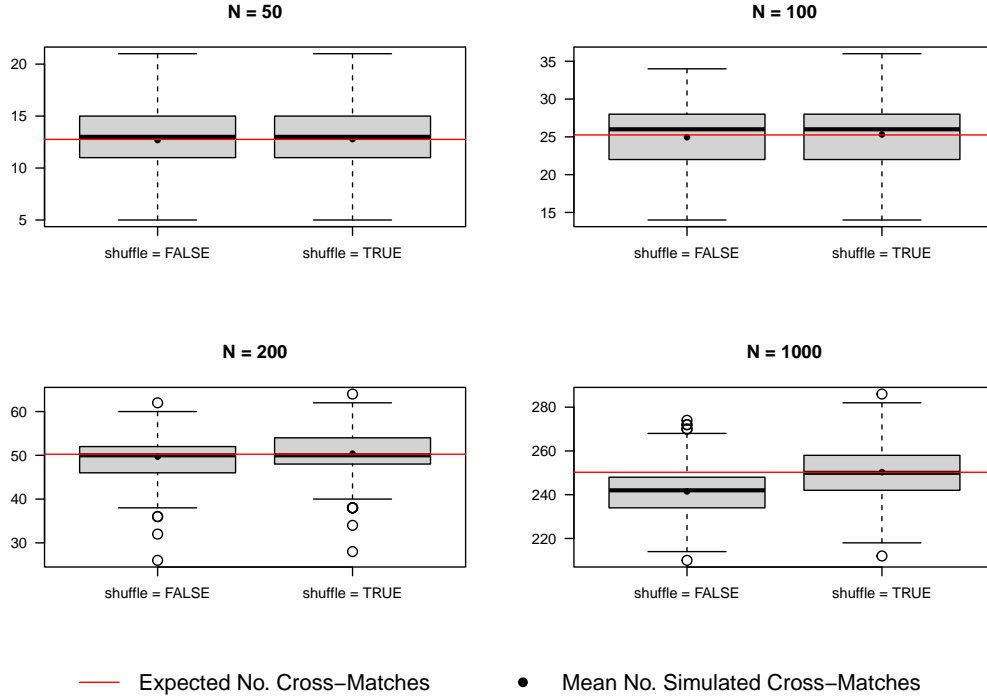 N = 50
20
15
10
5
shuffle = FALSE
shuffle = TRUE
N = 100
35
30
25
20
15
shuffle = FALSE
shuffle = TRUE
N = 200
60
50
40
30
shuffle = FALSE
shuffle = TRUE
N = 1000
280
260
240
220
shuffle = FALSE
shuffle = TRUE
Expected No. Cross−Matches
Mean No. Simulated Cross−Matches